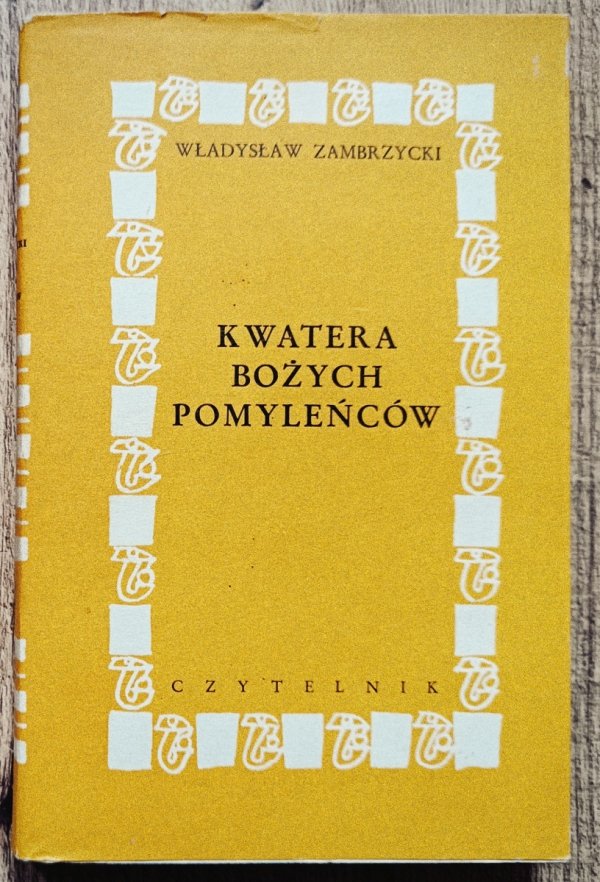 WŁADYSŁAW ZAMBRZYCKI
KWATERA
BOŻYCH
POMYLEŃCÓW
CZYTELNIK